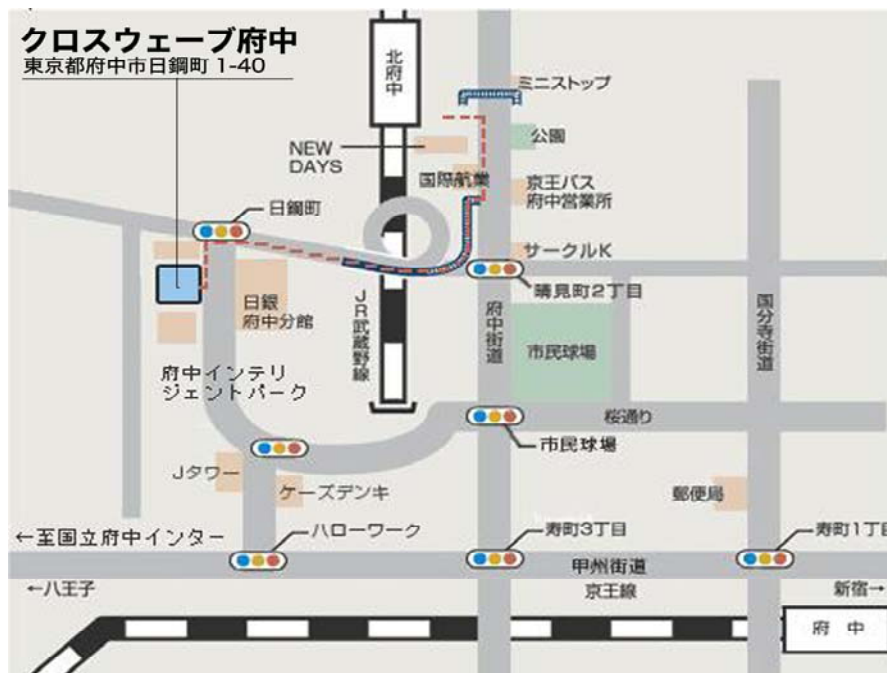 クロスウェーブ府中
東京都府中市日鋼町 1-40
北府中
ミニストップ
NEW
DAYS
公園
国際航業
京王バス
府中営業所
日鋼町
サークルK
晴見町2丁目
日銀
府中分館
JR武蔵野線
府中街道
市民球場
国分寺街道
府中インテリ
ジェントパーク
桜通り
市民球場
Jタワー
ケーズデンキ
郵便局
←至国立府中インター
ハローワーク
寿町3丁目
寿町1丁目
甲州街道
←八王子
京王線
新宿→
府中